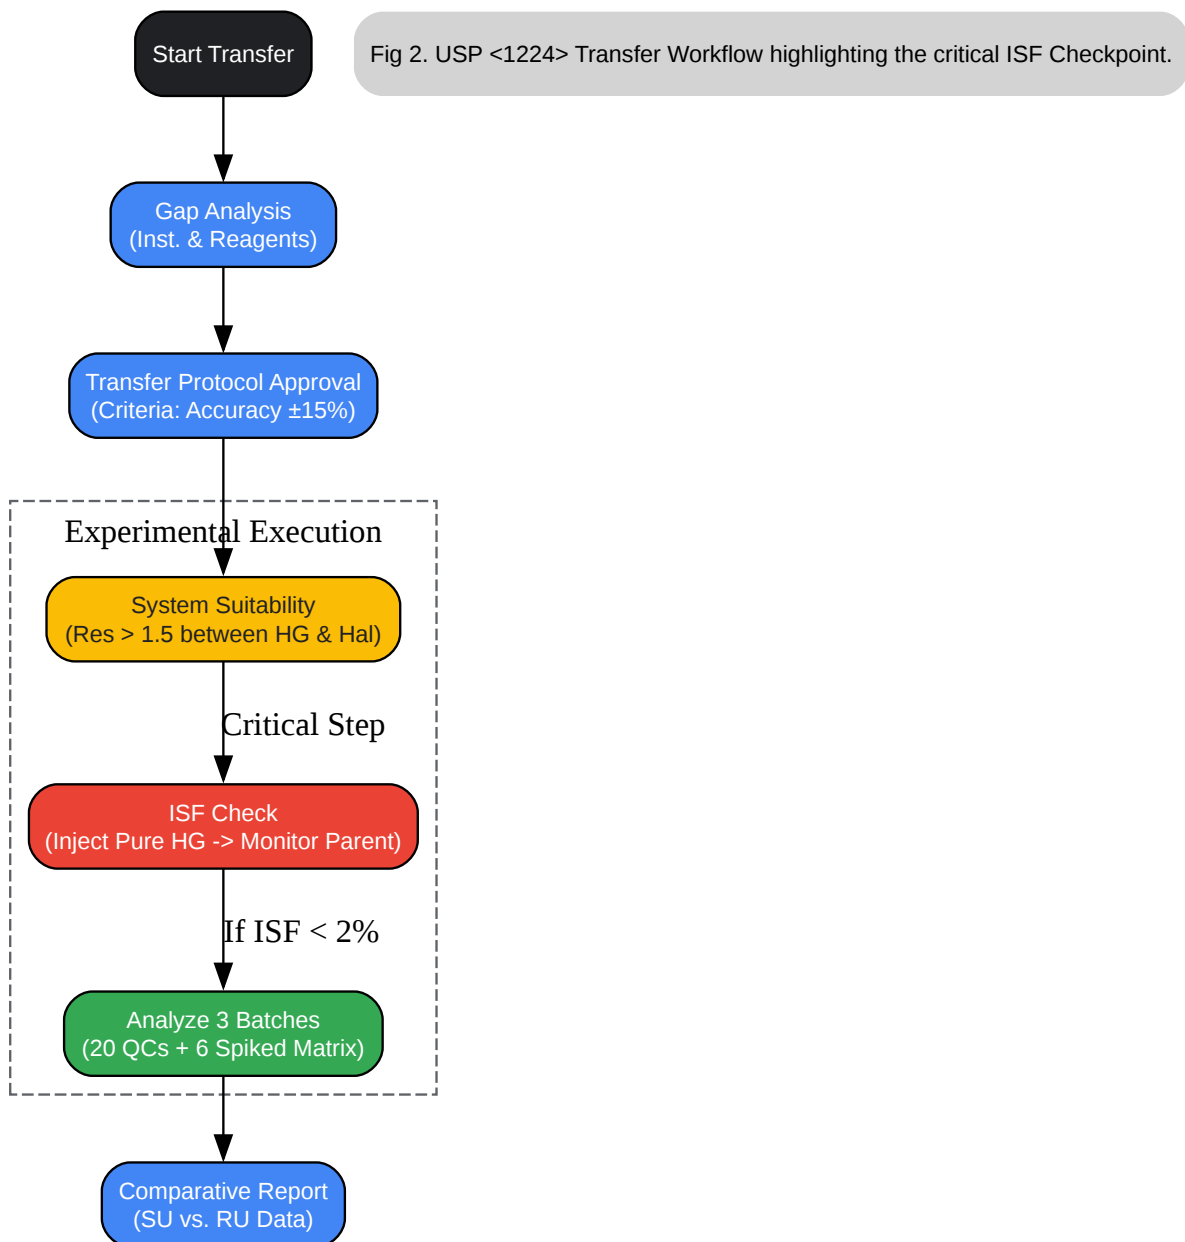 Start Transfer
Fig 2. USP <1224> Transfer Workflow highlighting the critical ISF Checkpoint.
Gap Analysis
(Inst. & Reagents)
Transfer Protocol Approval
(Criteria: Accuracy ±15%)
Experimental Execution
System Suitability
(Res > 1.5 between HG & Hal)
Critical Step
ISF Check
(Inject Pure HG -> Monitor Parent)
If ISF < 2%
Analyze 3 Batches
(20 QCs + 6 Spiked Matrix)
Comparative Report
(SU vs. RU Data)